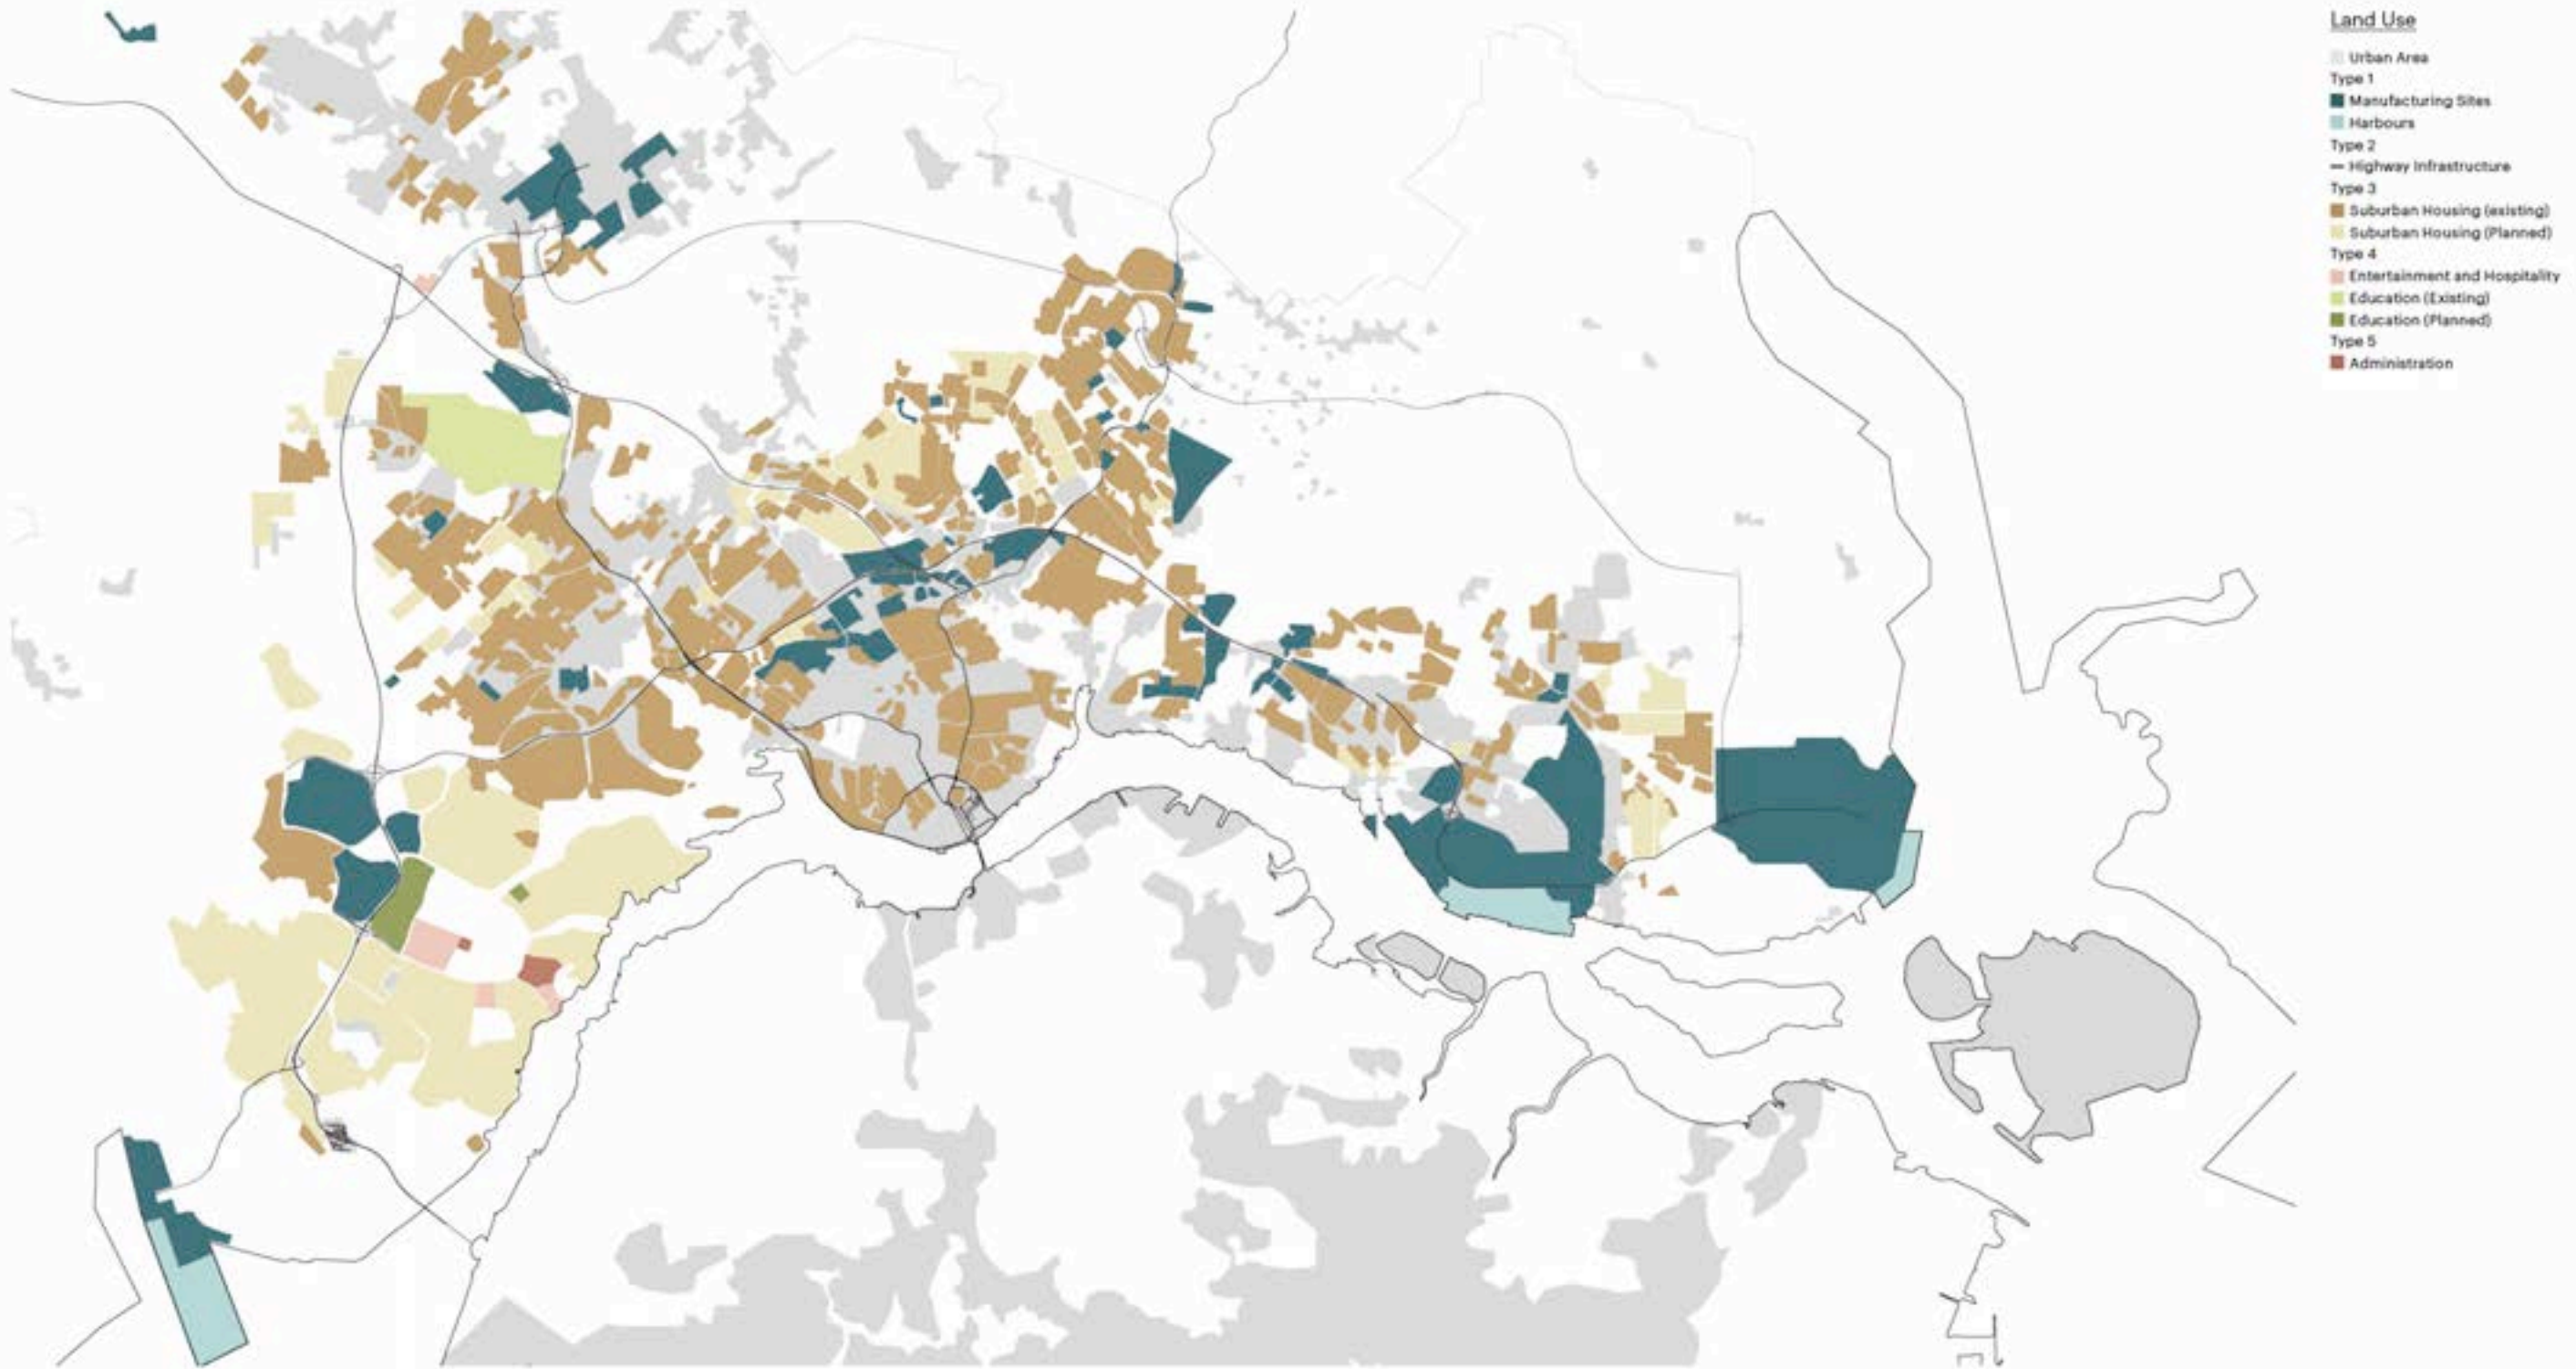 Land Use
Urban Area
Type 1
Manufacturing Sites
Harbours
Type 2
Highway Infrastructure
Type 3
Suburban Housing (existing)
Suburban Housing (Planned)
Type 4
Entertainment and Hospitality
Education (Existing)
Education (Planned)
Type 5
Administration